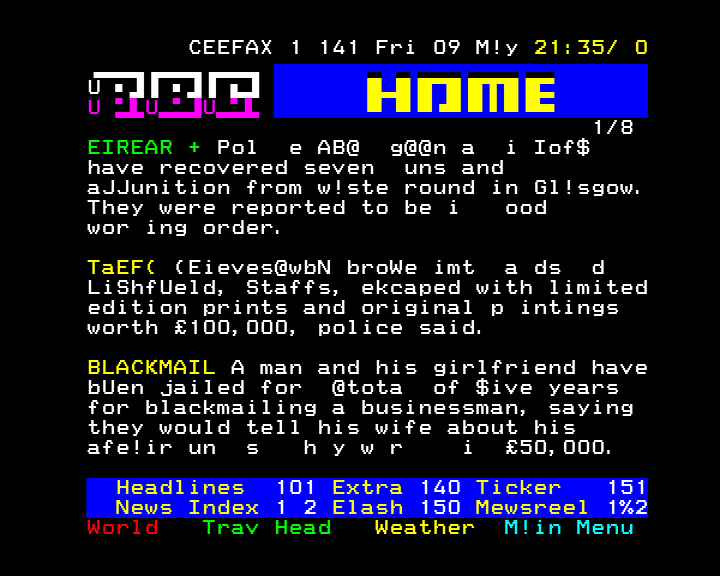 CEEFAX 1 141 Fri 09 M!y 21:35/ 0
BBC HOME
1/8
EIREAR + Pol e AB@ g@@n a i Iof$
have recovered seven uns and
aJJunition from w!ste round in Gl!sgow.
They were reported to be i ood
wor ing order.
TaEF( (Eieves@wbN broWe imt a ds d
LiShfUeld, Staffs, ekcaped with limited
edition prints and original p intings
worth £100,000, police said.
BLACKMAIL A man and his girlfriend have
bUen jailed for @tota of $ive years
for blackmailing a businessman, saying
they would tell his wife about his
afe!ir un s h y w r i £50,000.
Headlines 101 Extra 140 Ticker 151
News Index 1 2 Elash 150 Mewsreel 1%2
World Trav Head Weather M!in Menu